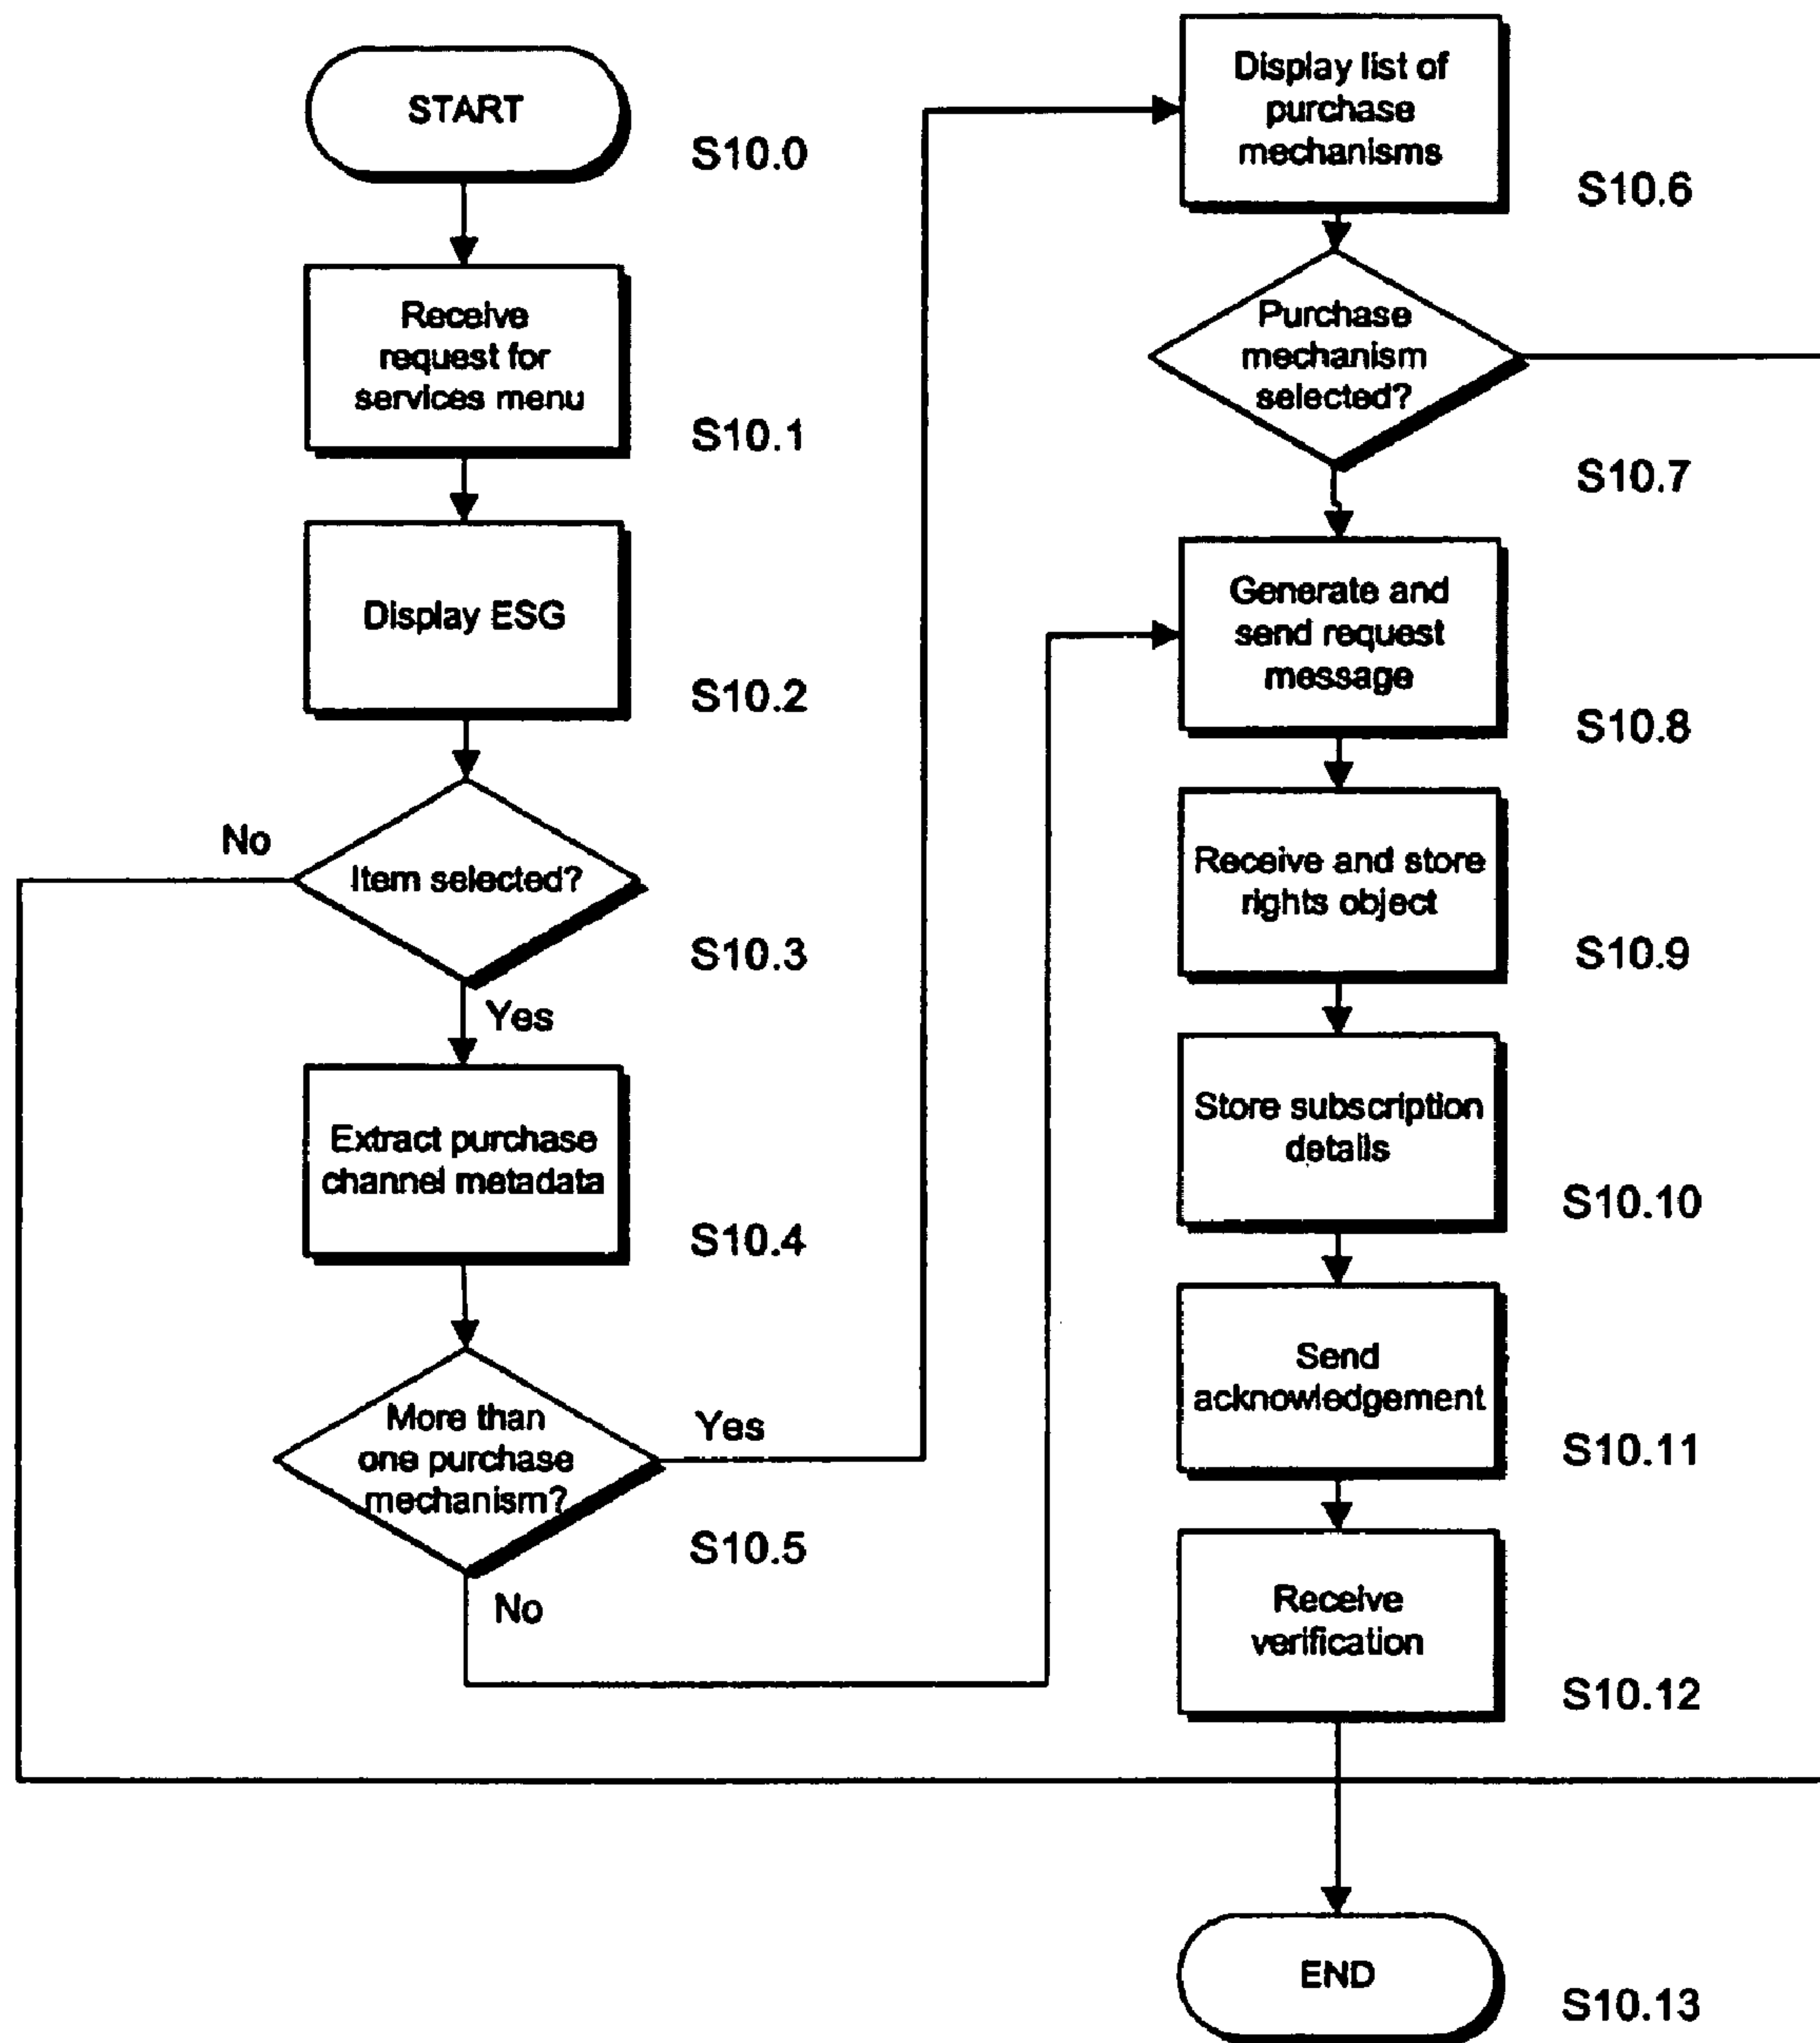 START
S10.0
Receive
request for
services menu
S10.1
Display ESG
S10.2
No
Item selected?
S10.3
Yes
Extract purchase
channel metadata
S10.4
More than
one purchase
mechanism?
Yes
S10.5
No
Display list of
purchase
mechanisms
S10.6
Purchase
mechanism
selected?
S10.7
Generate and
send request
message
S10.8
Receive and store
rights object
S10.9
Store subscription
details
S10.10
Send
acknowledgement
S10.11
Receive
verification
S10.12
END
S10.13